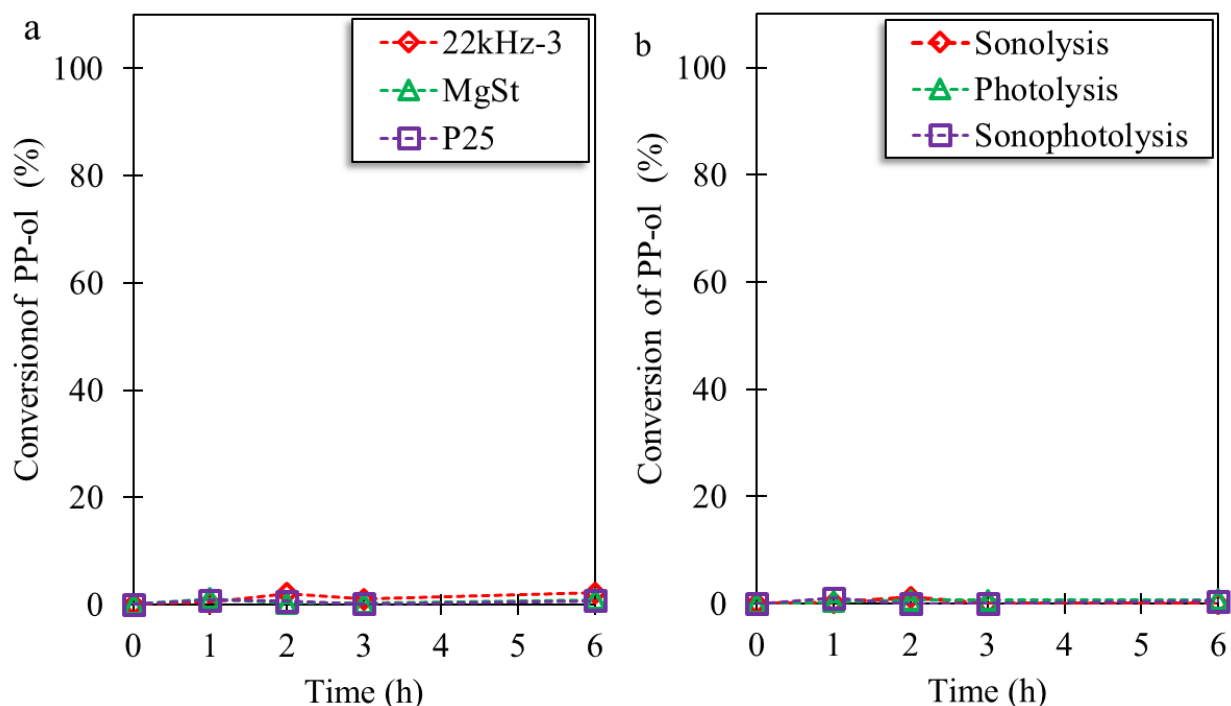 a
22kHz-3
MgSt
P25
Conversionof PP-ol (%)
100
80
60
40
20
0
0 1 2 3 4 5 6
Time (h)
b
Sonolysis
Photolysis
Sonophotolysis
Conversion of PP-ol (%)
100
80
60
40
20
0
0 1 2 3 4 5 6
Time (h)